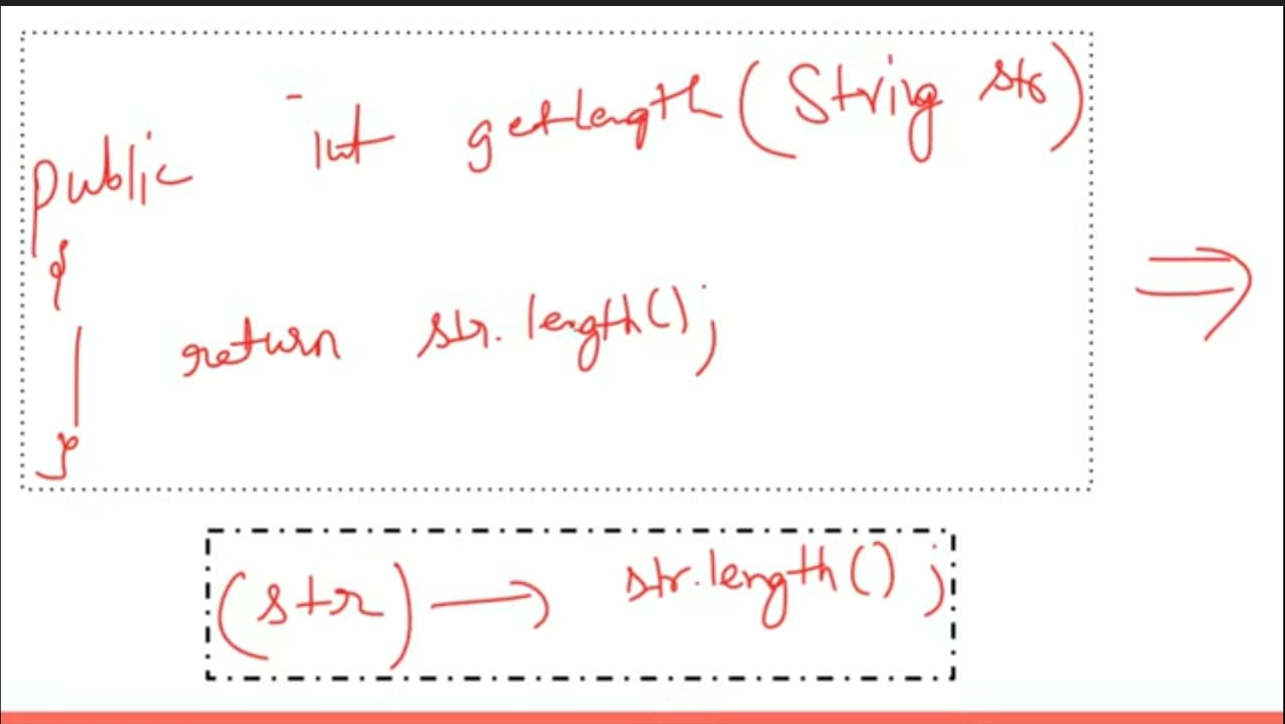 public int getlength (String str)
{
return str.length();
}
(str) → str.length() ;